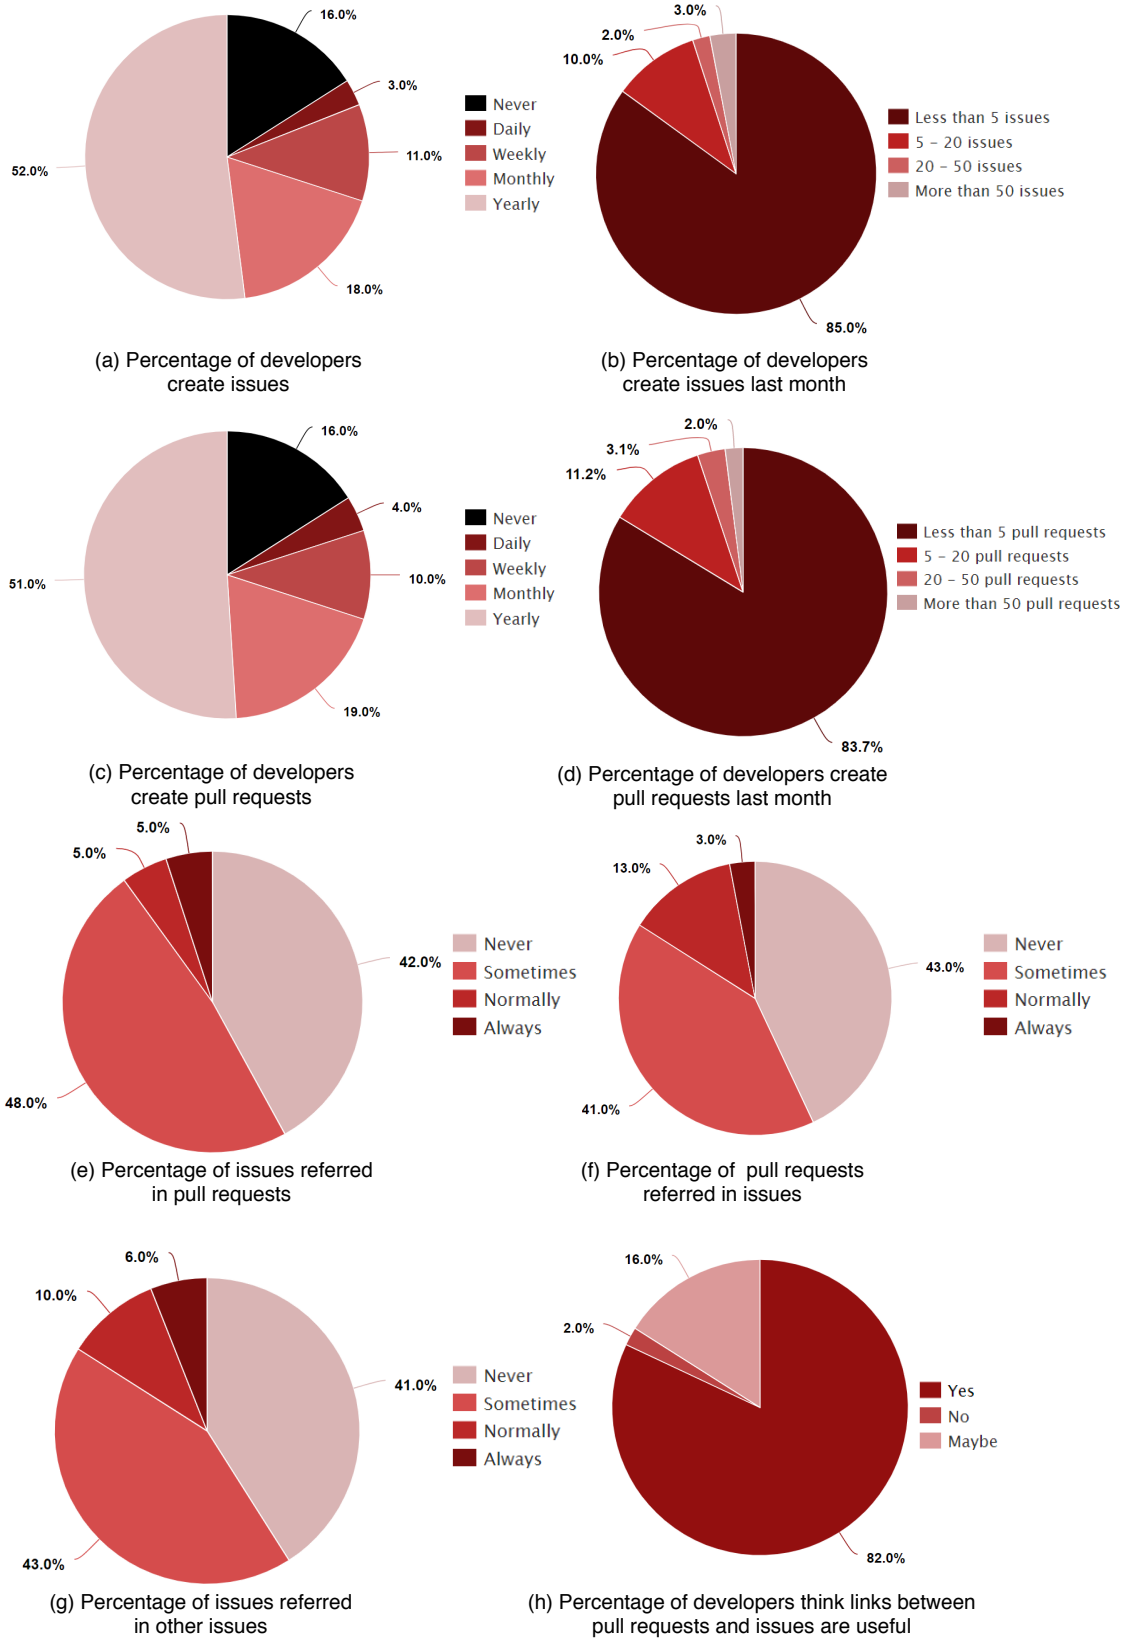 16.0%
3.0%
11.0%
18.0%
52.0%
Never
Daily
Weekly
Monthly
Yearly
(a) Percentage of developers
create issues
3.0%
2.0%
10.0%
85.0%
Less than 5 issues
5 – 20 issues
20 – 50 issues
More than 50 issues
(b) Percentage of developers
create issues last month
16.0%
4.0%
10.0%
19.0%
51.0%
Never
Daily
Weekly
Monthly
Yearly
(c) Percentage of developers
create pull requests
2.0%
3.1%
11.2%
83.7%
Less than 5 pull requests
5 – 20 pull requests
20 – 50 pull requests
More than 50 pull requests
(d) Percentage of developers create
pull requests last month
5.0%
5.0%
42.0%
48.0%
Never
Sometimes
Normally
Always
(e) Percentage of issues referred
in pull requests
3.0%
13.0%
43.0%
41.0%
Never
Sometimes
Normally
Always
(f) Percentage of pull requests
referred in issues
6.0%
10.0%
41.0%
43.0%
Never
Sometimes
Normally
Always
(g) Percentage of issues referred
in other issues
16.0%
2.0%
82.0%
Yes
No
Maybe
(h) Percentage of developers think links between
pull requests and issues are useful